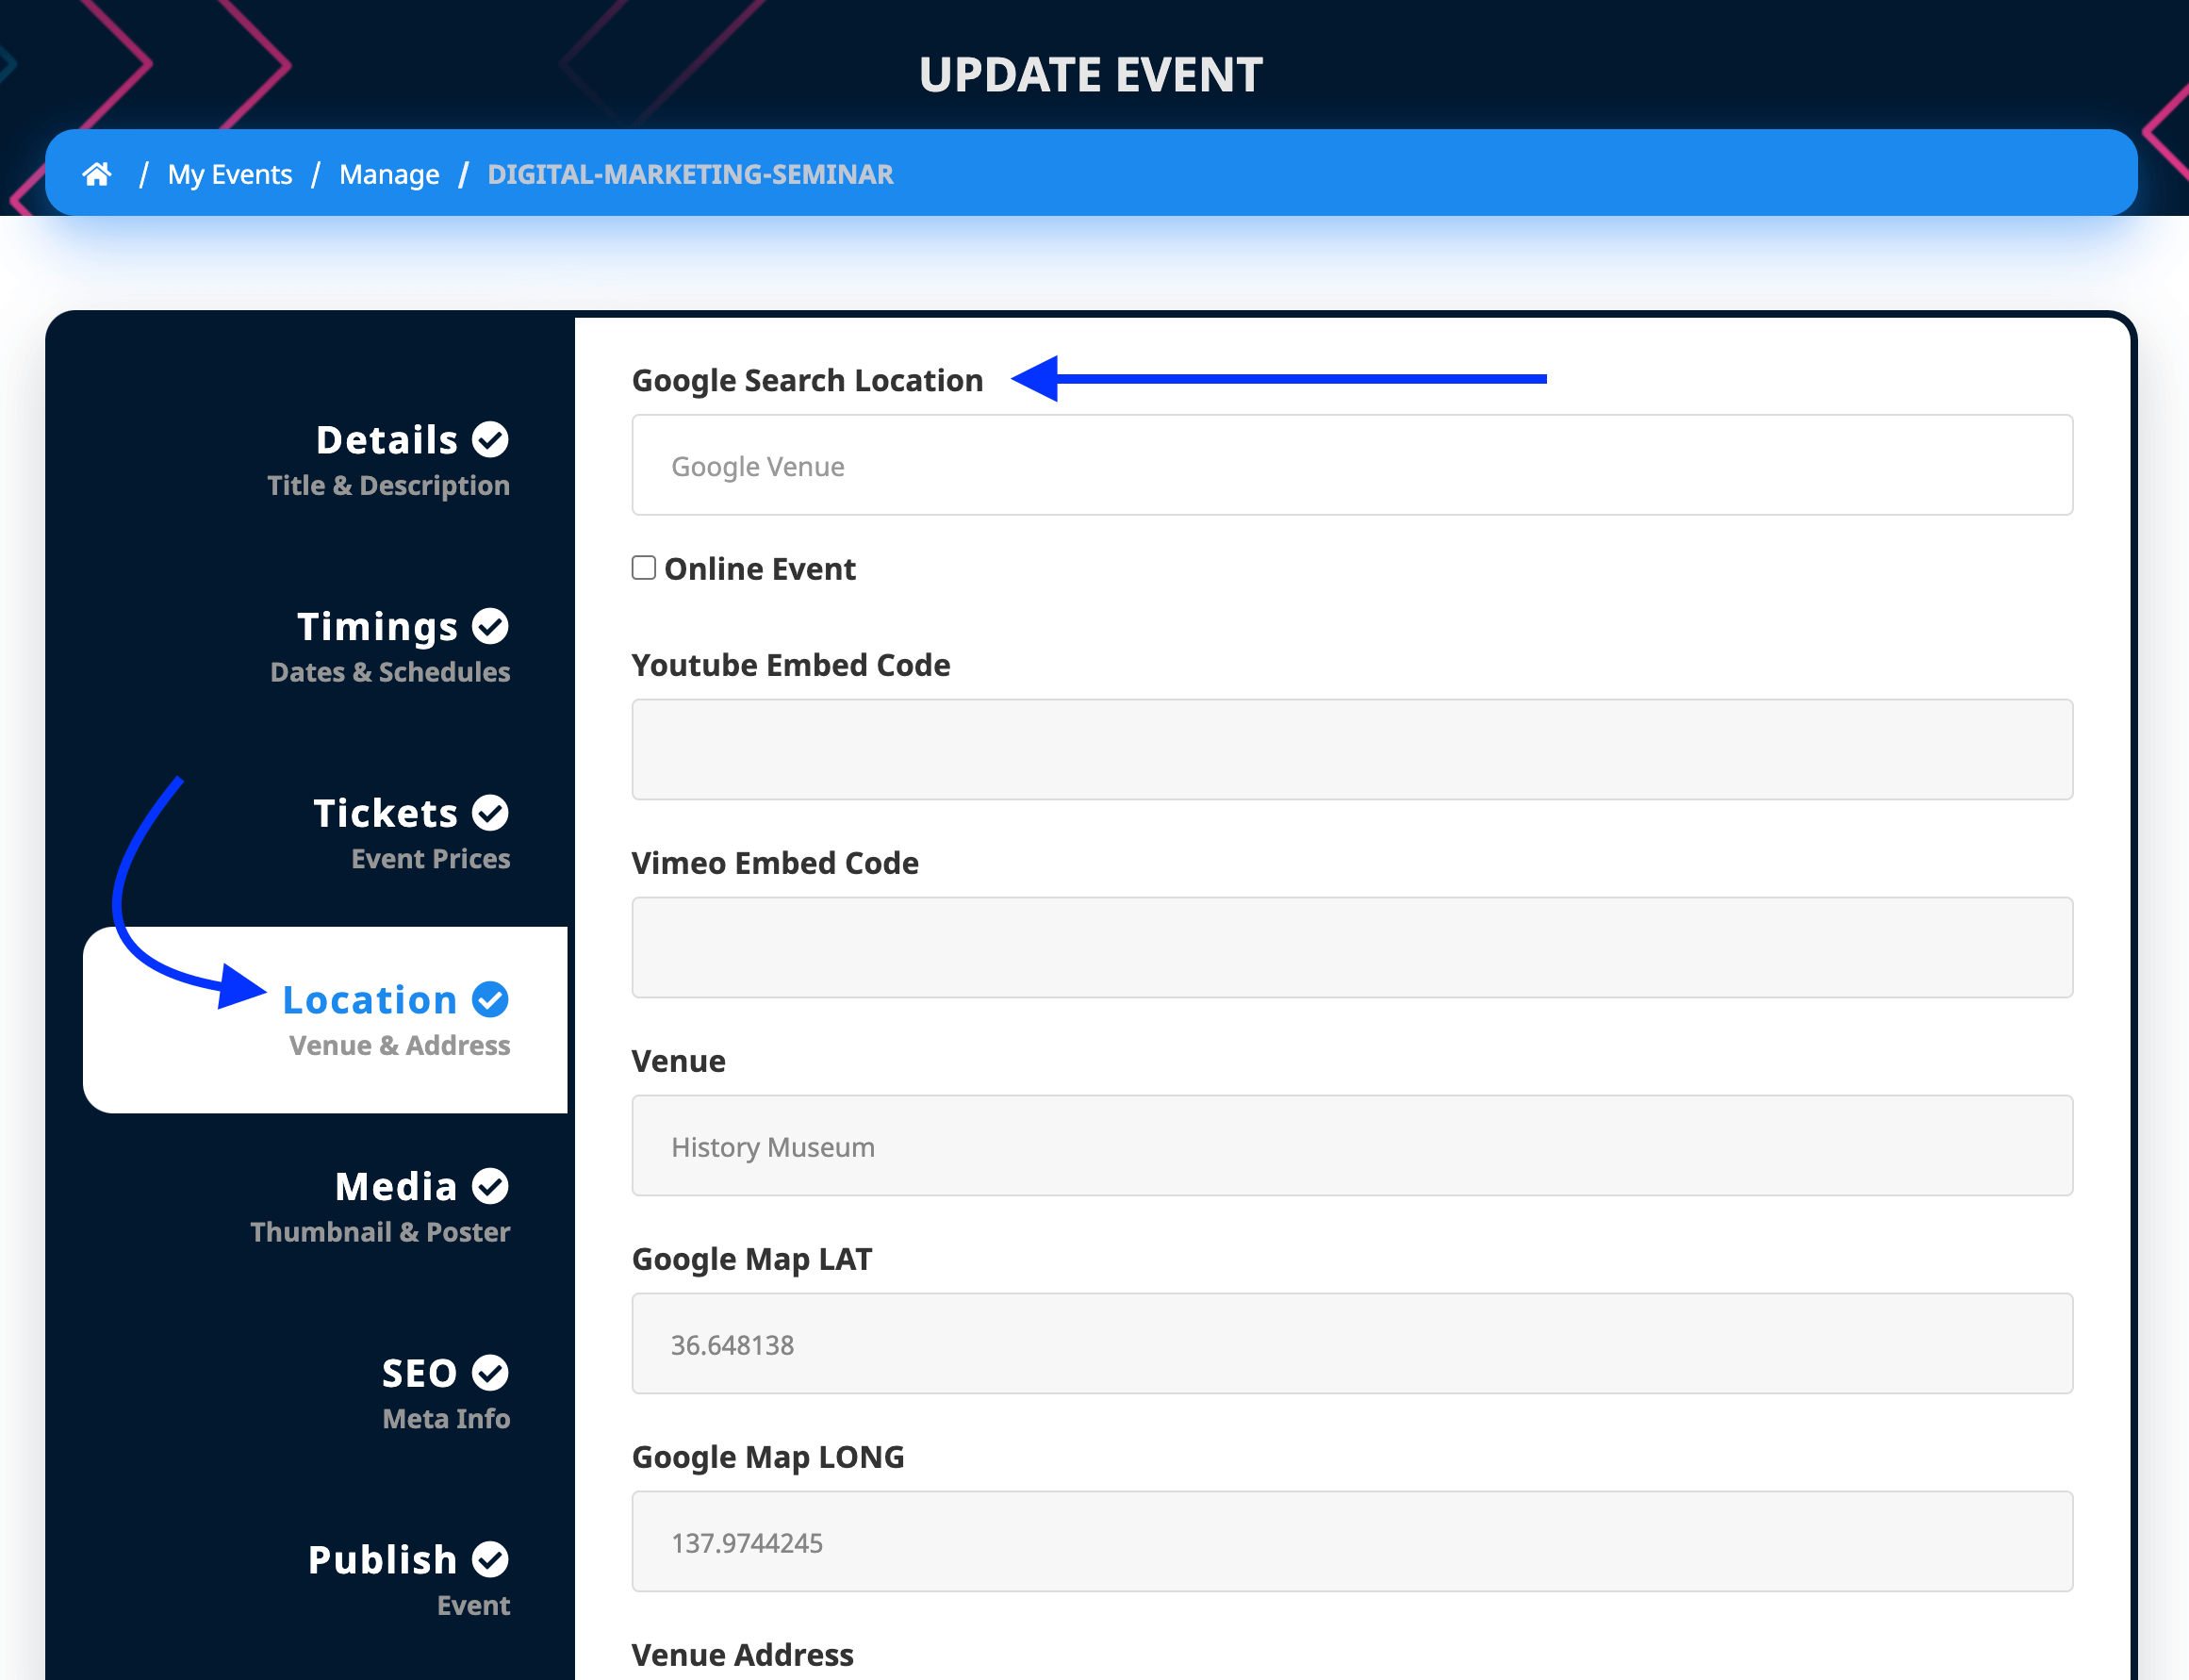 UPDATE EVENT
/ My Events / Manage / DIGITAL-MARKETING-SEMINAR
Details
Title & Description
Timings
Dates & Schedules
Tickets
Event Prices
Location
Venue & Address
Media
Thumbnail & Poster
SEO
Meta Info
Publish
Event
Google Search Location
Google Venue
Online Event
Youtube Embed Code
Vimeo Embed Code
Venue
History Museum
Google Map LAT
36.648138
Google Map LONG
137.9744245
Venue Address